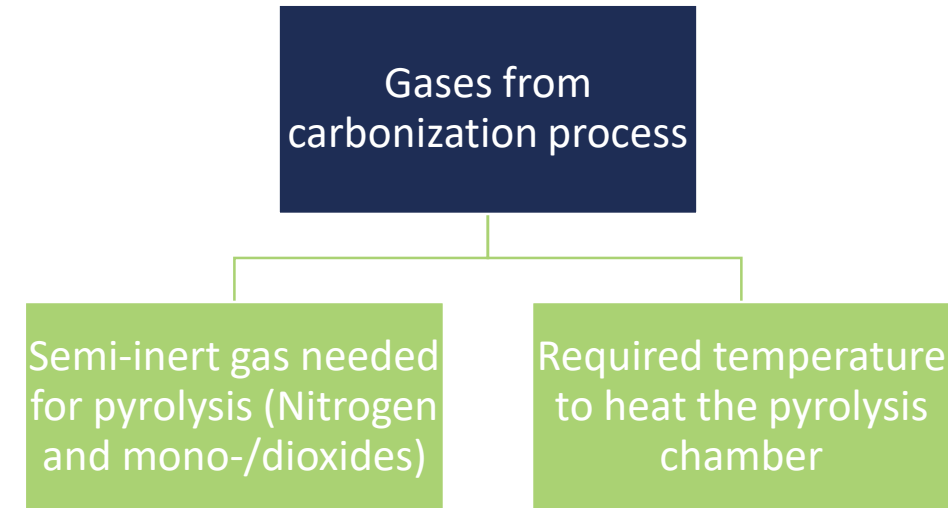 Gases from
carbonization process
Semi-inert gas needed
for pyrolysis (Nitrogen
and mono-/dioxides)
Required temperature
to heat the pyrolysis
chamber